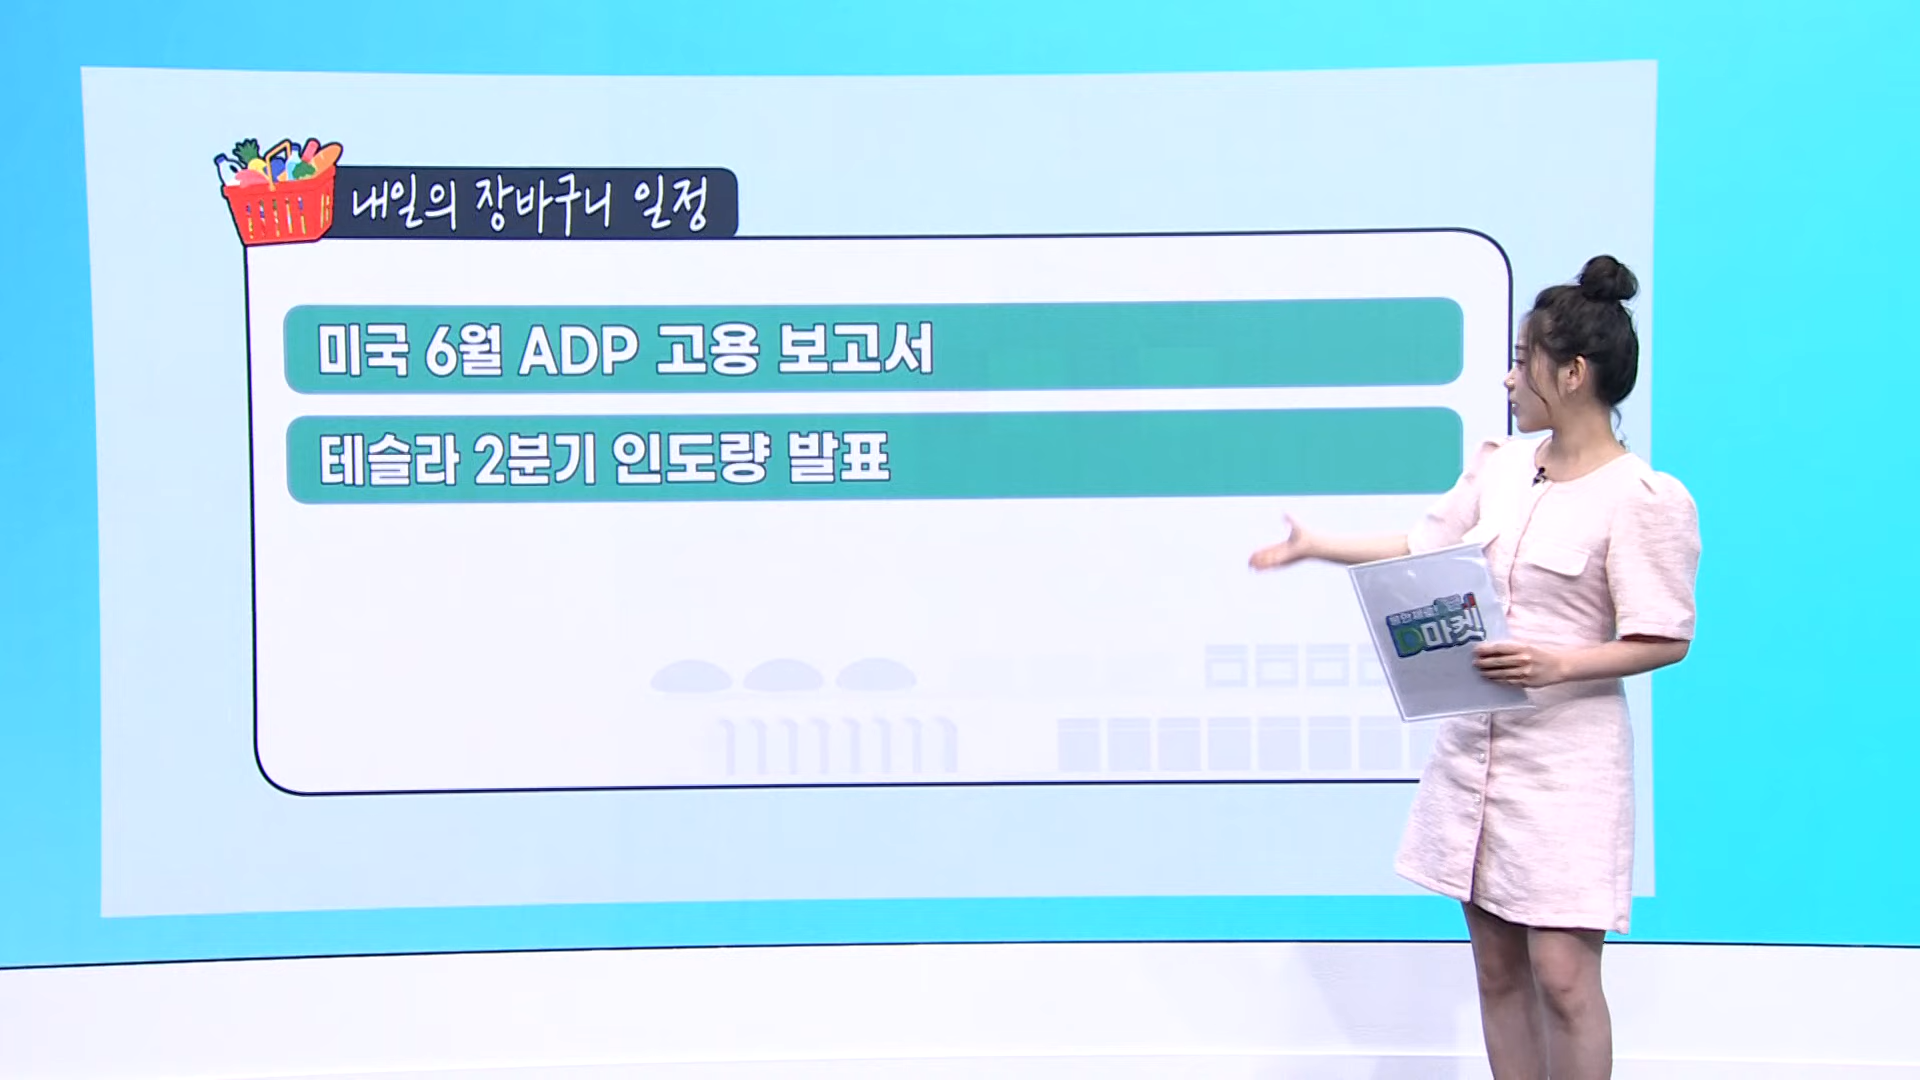 내일의 장바구니 일정
미국 6월 ADP 고용 보고서
테슬라 2분기 인도량 발표
D마켓